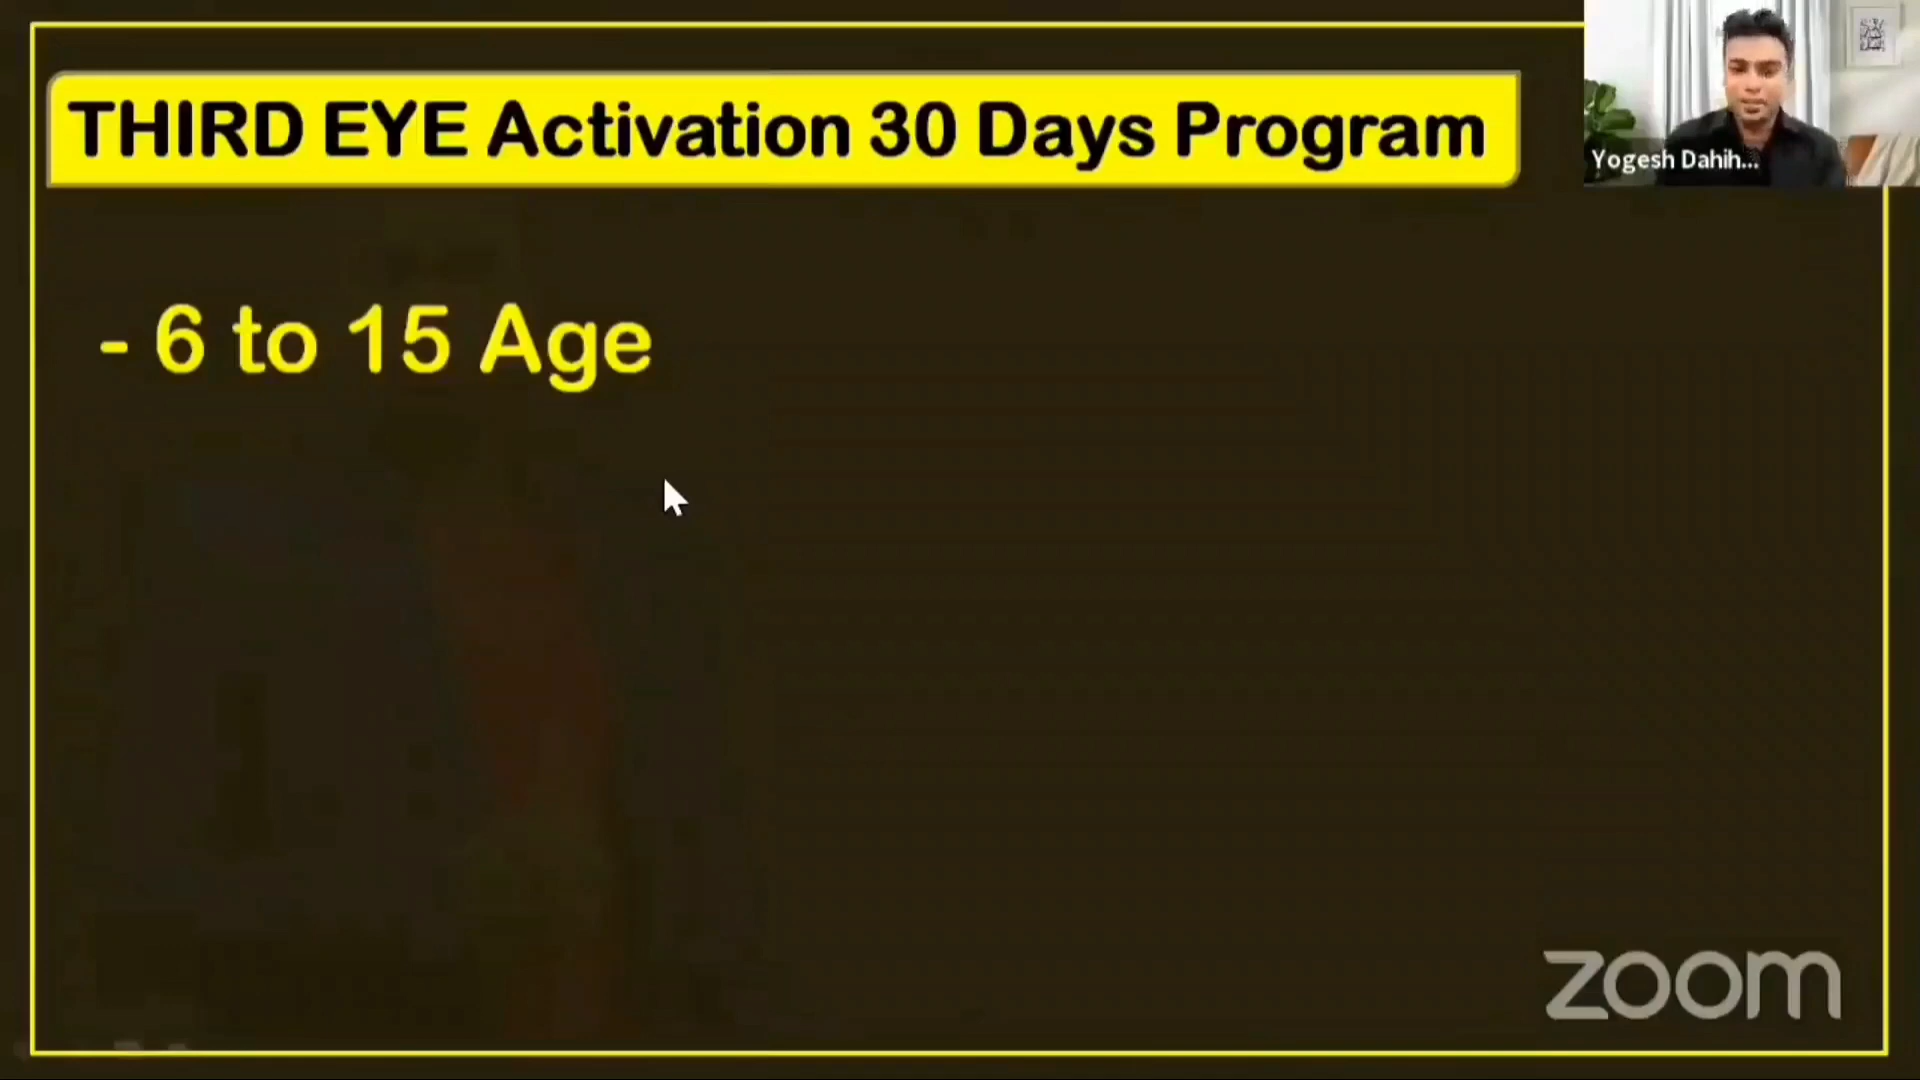 THIRD EYE Activation 30 Days Program
Yogesh Dahih...
- 6 to 15 Age
zoom